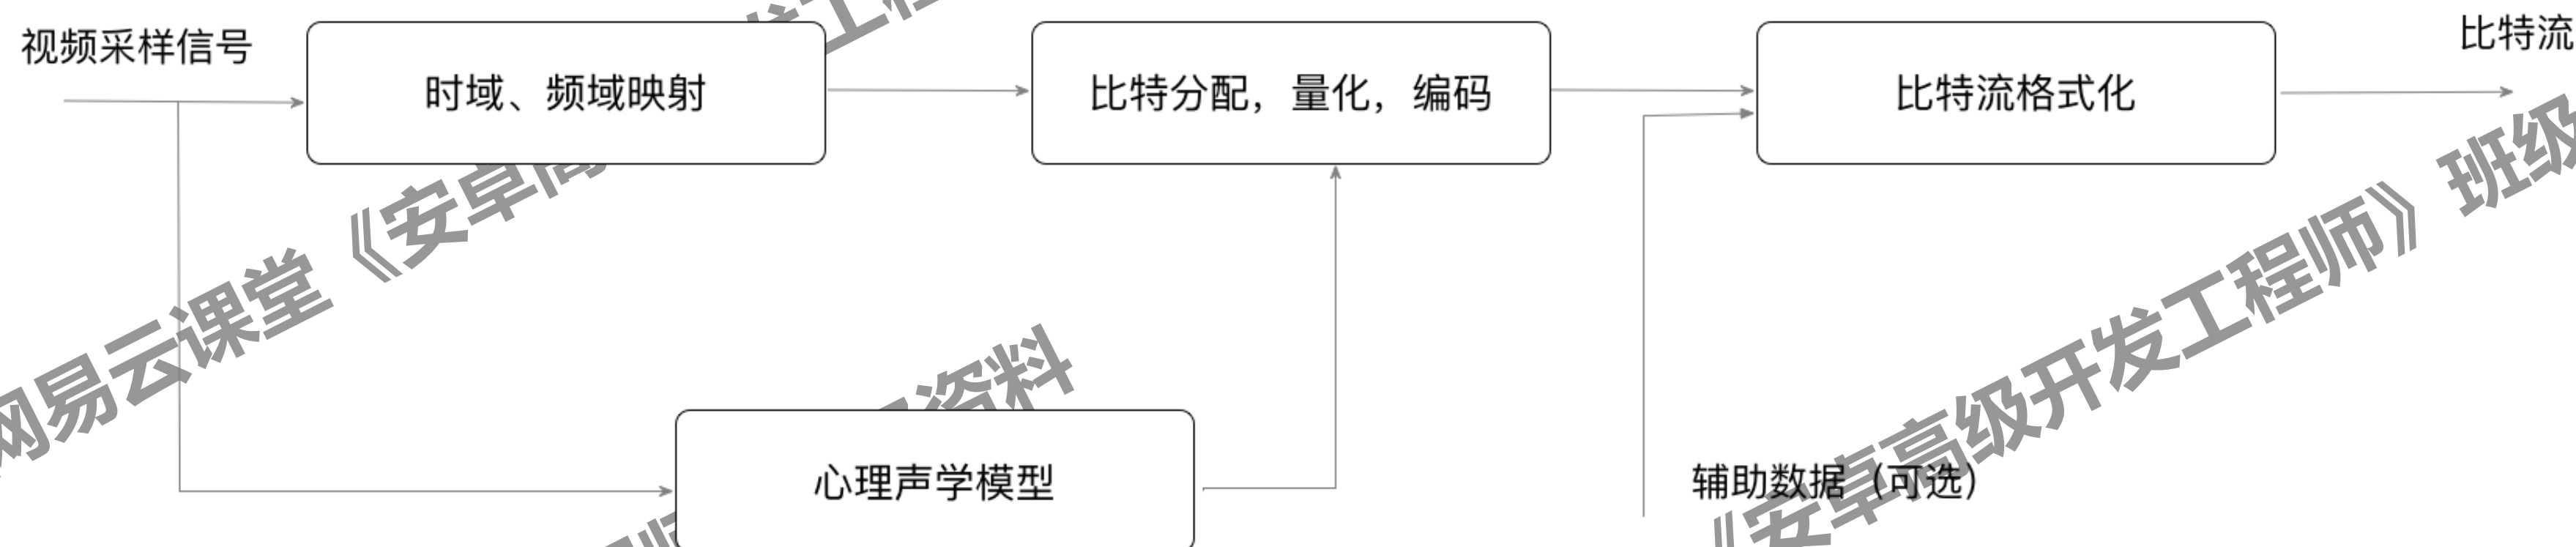 视频采样信号
时域、频域映射
比特分配，量化，编码
比特流格式化
比特流
心理声学模型
辅助数据（可选）
网易云课堂《安卓高
发工程
资料
《安卓高级开发工程师》班级